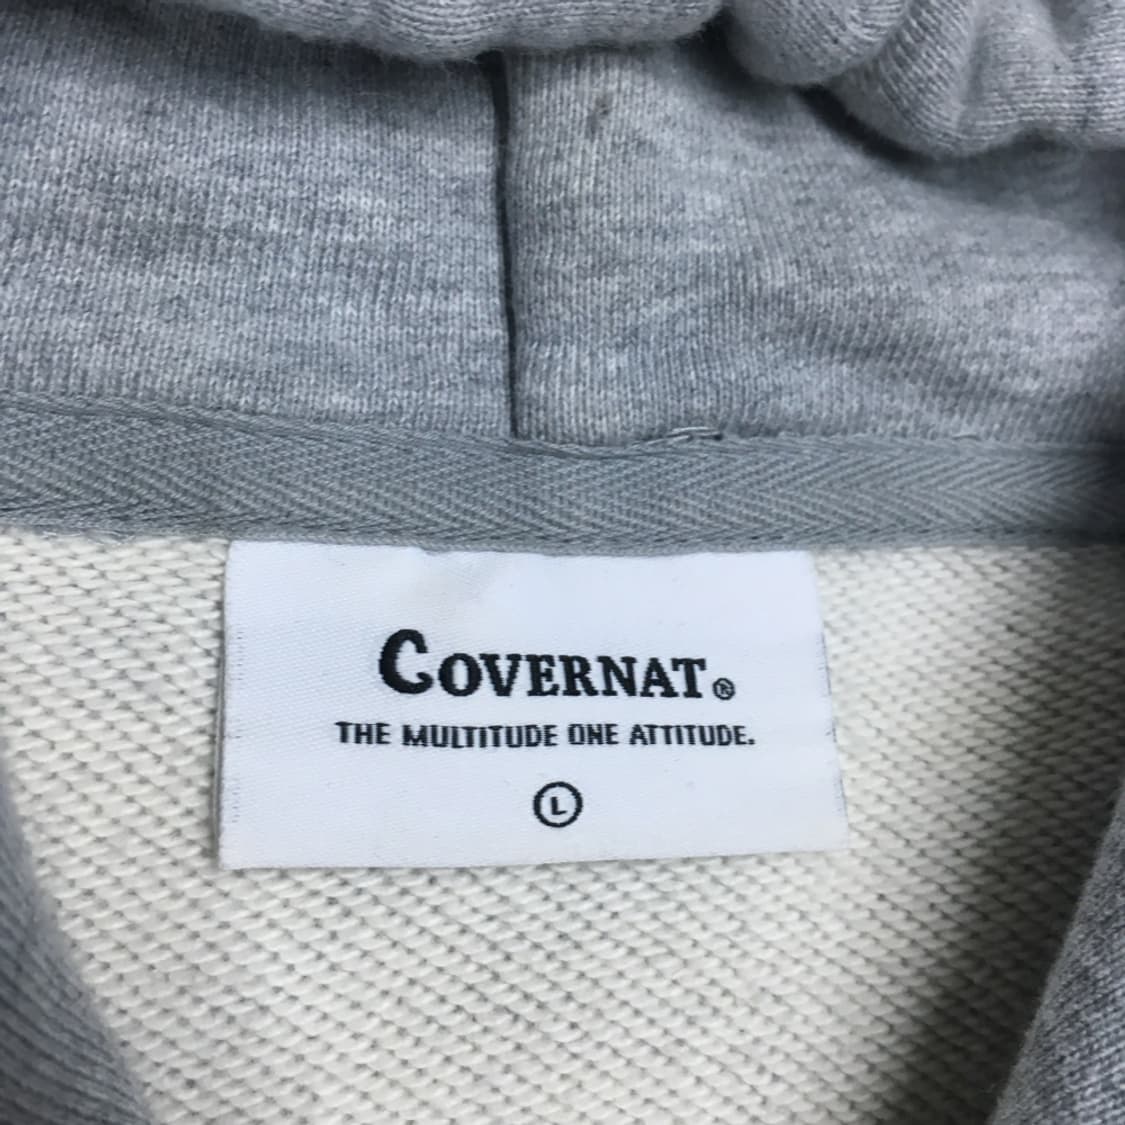 COVERNAT®
THE MULTITUDE ONE ATTITUDE.
L